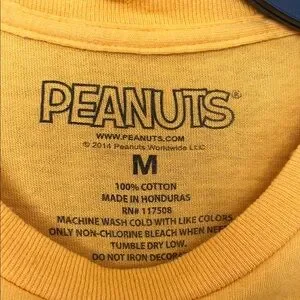 PEANUTS®
WWW.PEANUTS.COM
© 2014 Peanuts Worldwide LLC
M
100% COTTON
MADE IN HONDURAS
RN# 117508
MACHINE WASH COLD WITH LIKE COLORS
ONLY NON-CHLORINE BLEACH WHEN
TUMBLE DRY LOW.
DO NOT IRON